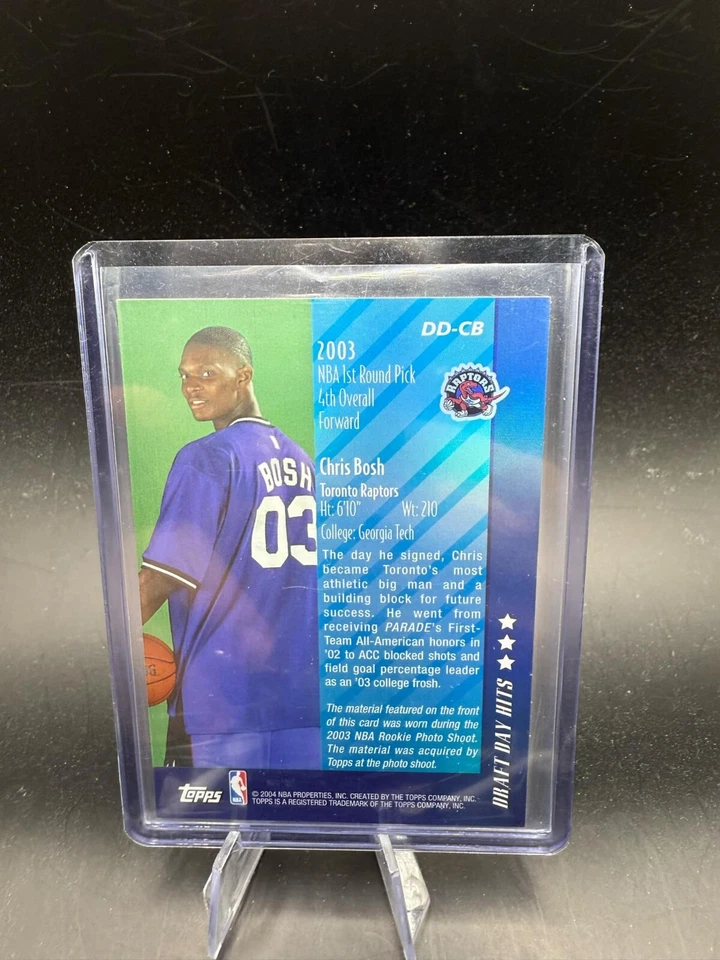 DD-CB
2003
NBA 1st Round Pick
4th Overall
Forward
RAPTORS
BOSH
03
Chris Bosh
Toronto Raptors
Ht: 6'10" Wt: 210
College: Georgia Tech
The day he signed, Chris
became Toronto's most
athletic big man and a
building block for future
success. He went from
receiving PARADE's First-
Team All-American honors in
'02 to ACC blocked shots and
field goal percentage leader
as an '03 college frosh.
The material featured on the front
of this card was worn during the
2003 NBA Rookie Photo Shoot.
The material was acquired by
Topps at the photo shoot.
DRAFT DAY HITS
Topps
NBA
© 2004 NBA PROPERTIES, INC. CREATED BY THE TOPPS COMPANY, INC.
TOPPS IS A REGISTERED TRADEMARK OF THE TOPPS COMPANY, INC.